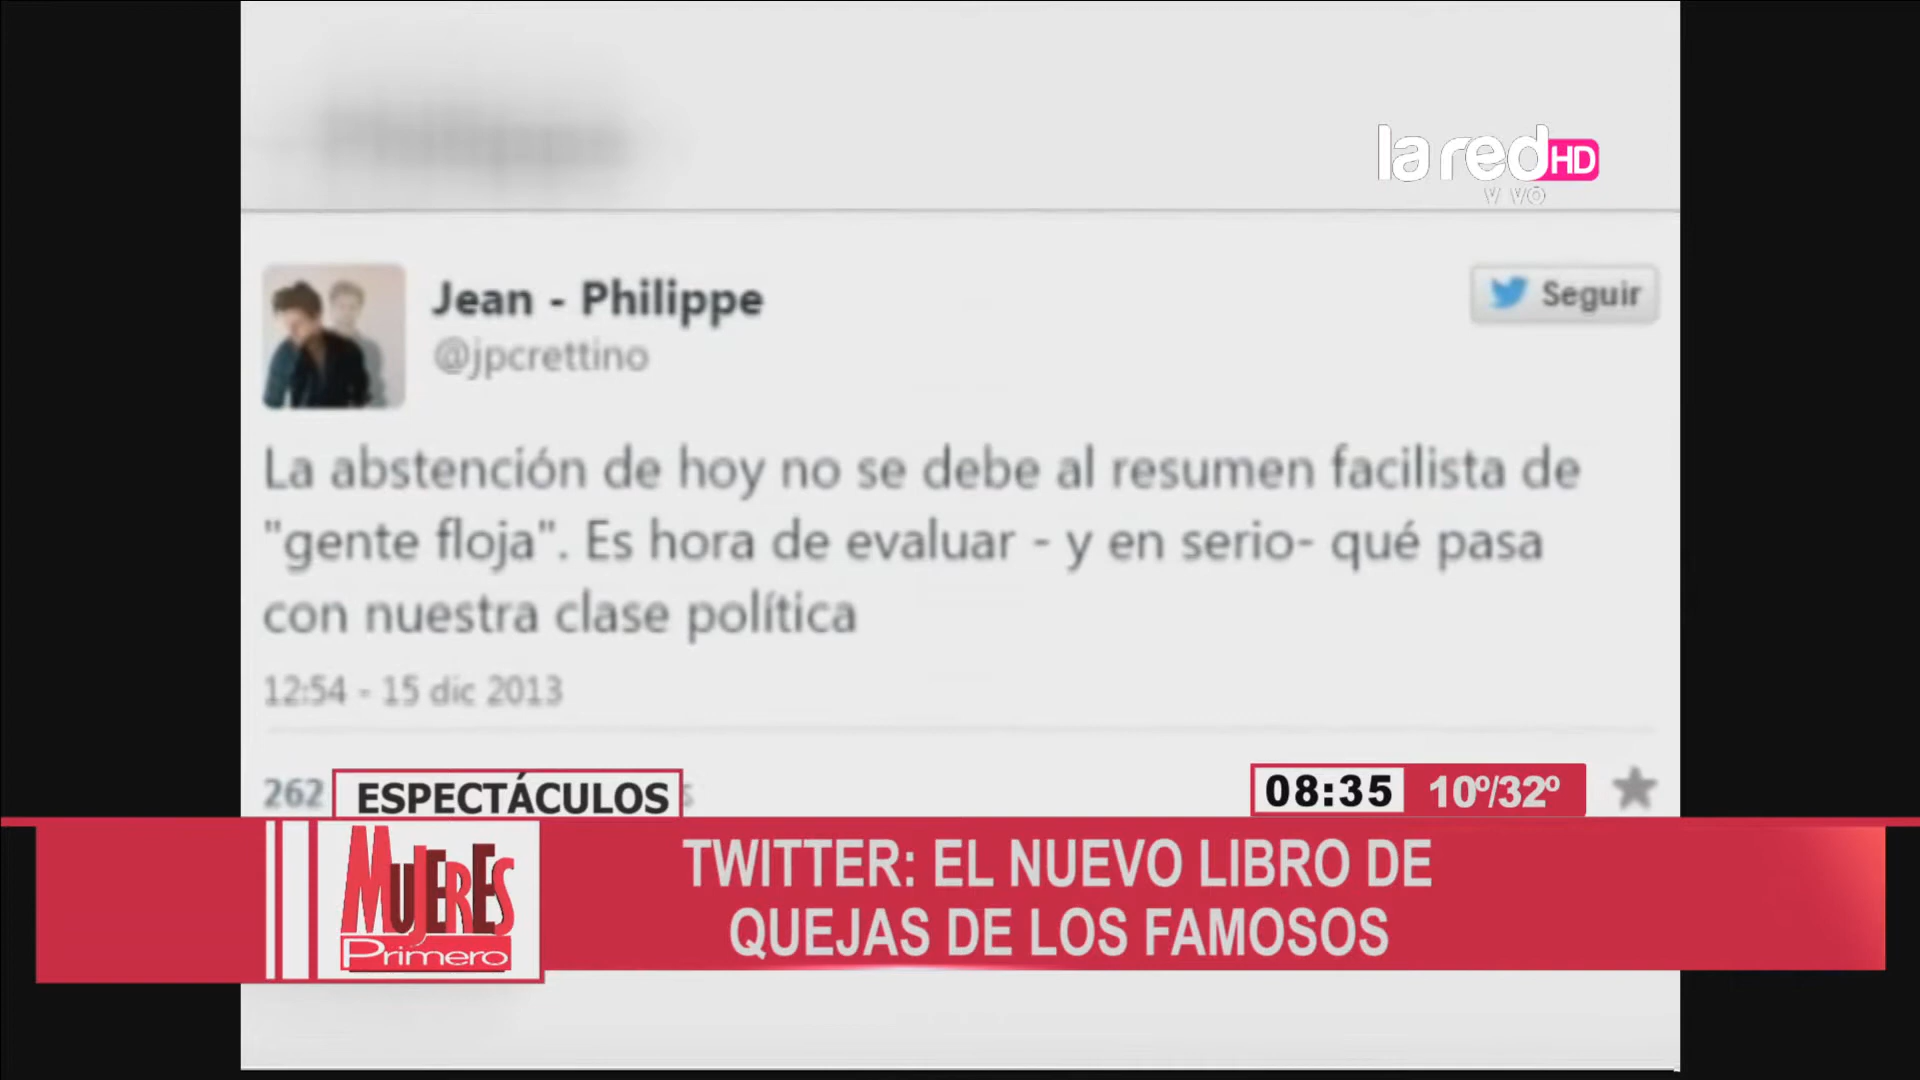 Philippe
la red HD
VIVO
Jean - Philippe
Seguir
@jpcrettino
La abstención de hoy no se debe al resumen facilista de
"gente floja". Es hora de evaluar - y en serio- qué pasa
con nuestra clase política
12:54 - 15 dic 2013
262
ESPECTÁCULOS
08:35 10º/32º
MUJERES
Primero
TWITTER: EL NUEVO LIBRO DE
QUEJAS DE LOS FAMOSOS